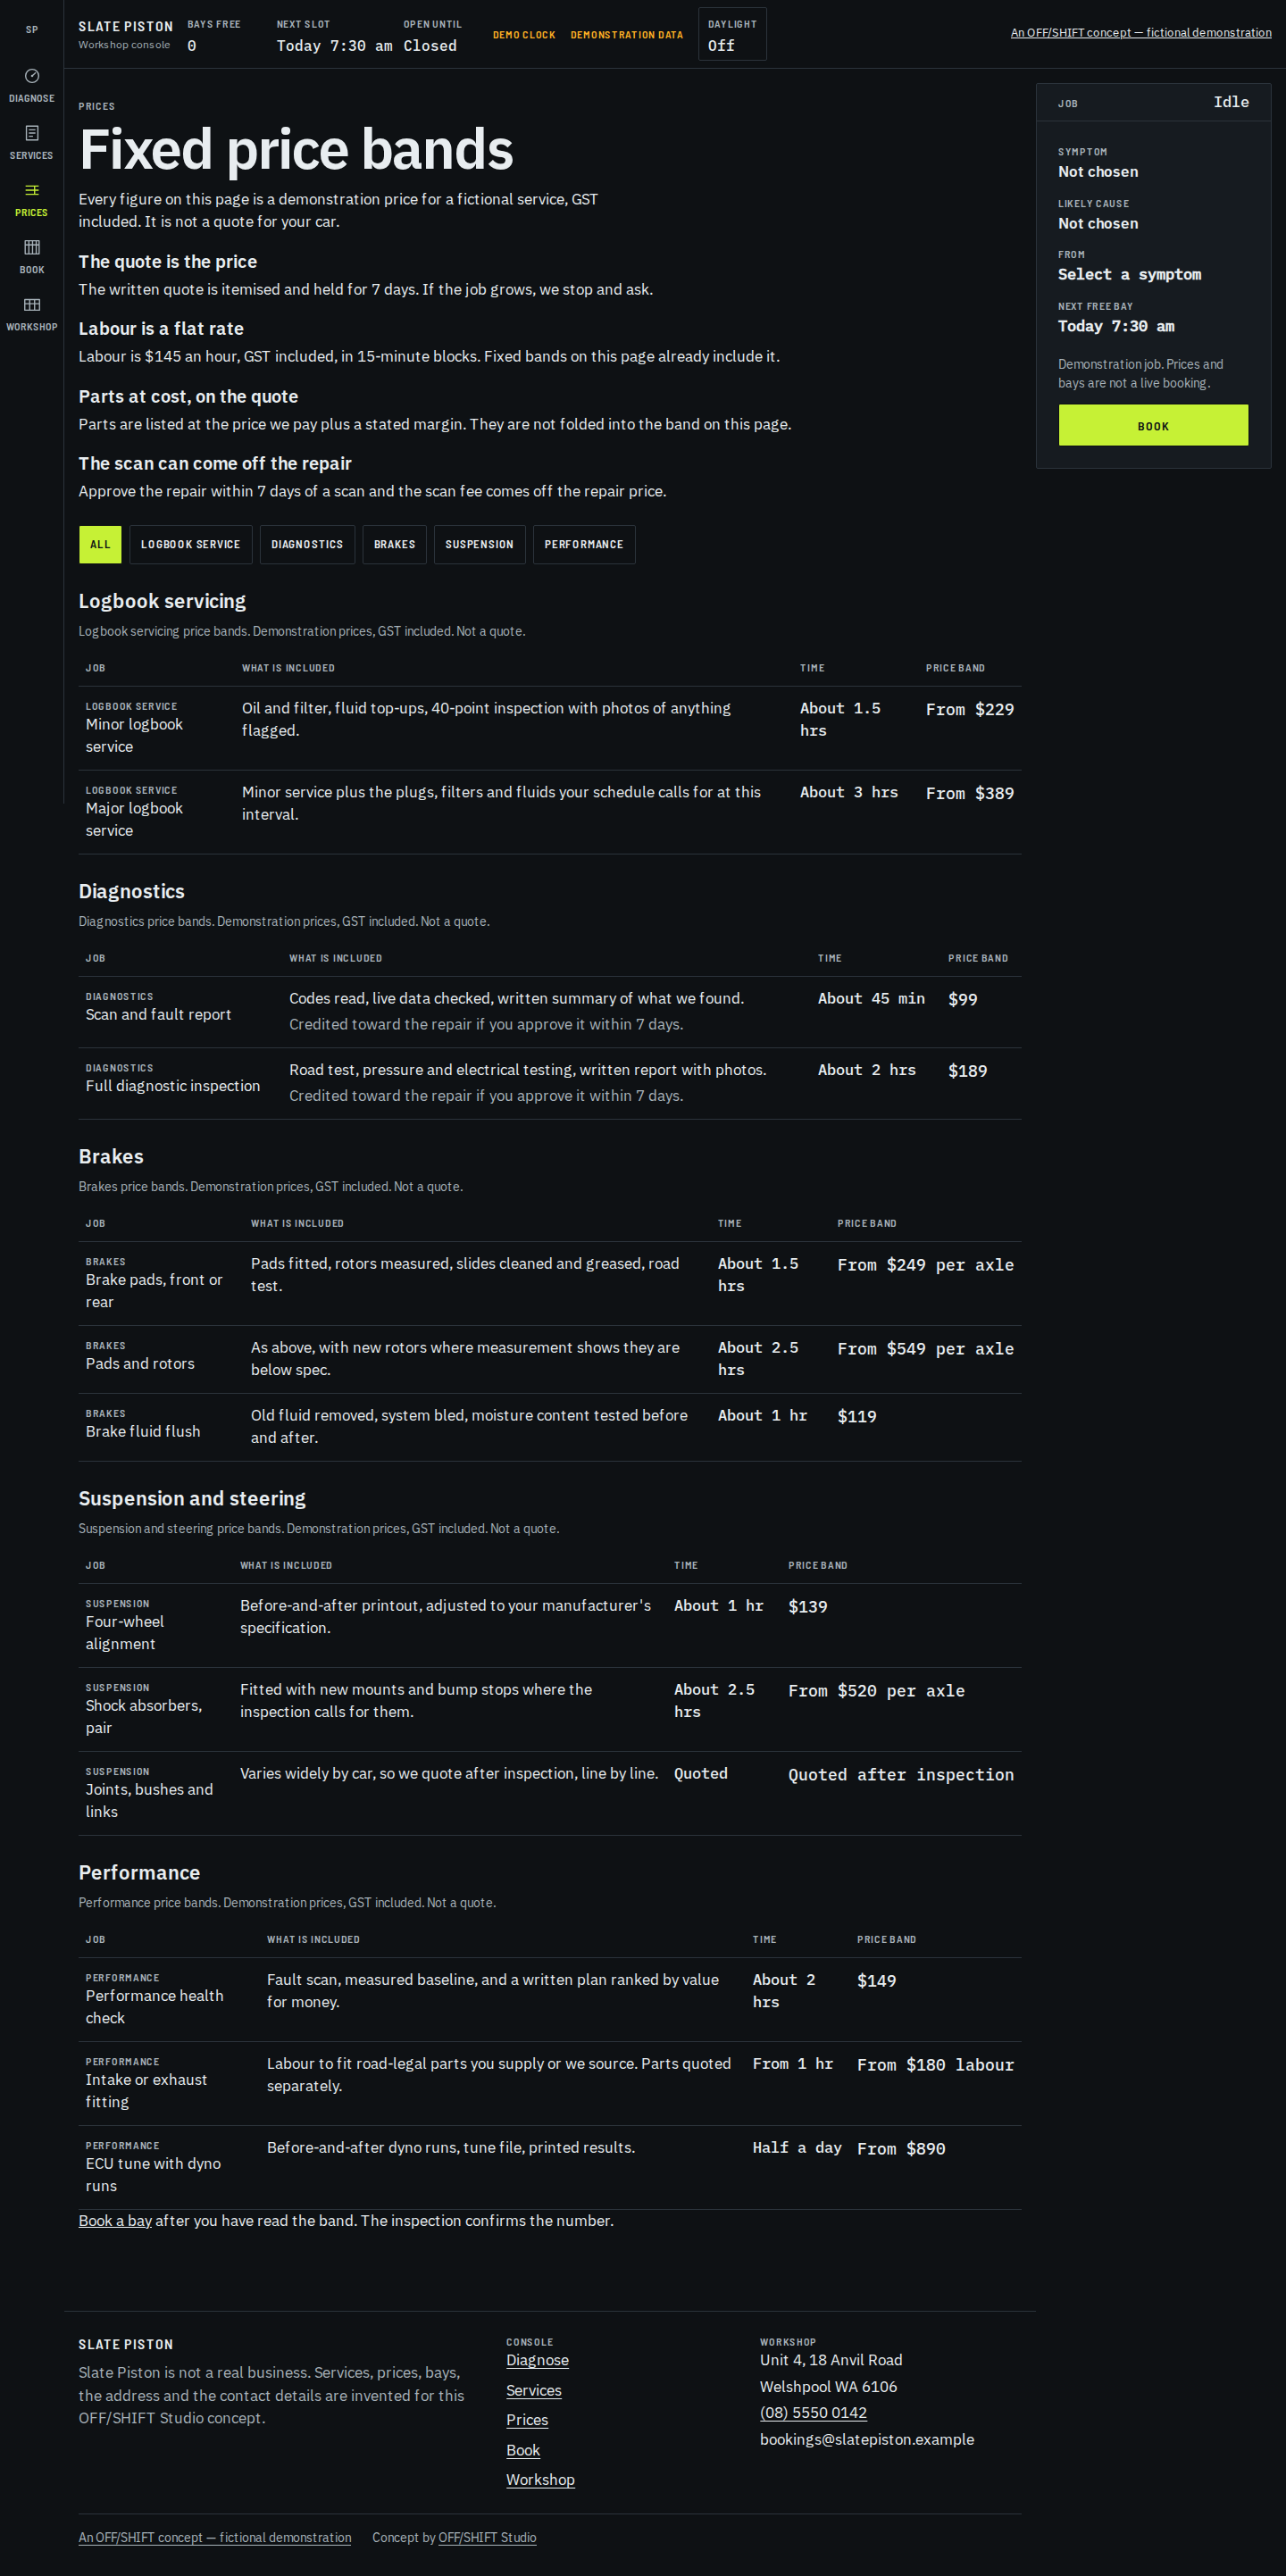 SP
DIAGNOSE
SERVICES
PRICES
BOOK
WORKSHOP
SLATE PISTON
Workshop console
BAYS FREE
0
NEXT SLOT
Today 7:30 am
OPEN UNTIL
Closed
DEMO CLOCK
DEMONSTRATION DATA
DAYLIGHT
Off
An OFF/SHIFT concept — fictional demonstration
PRICES
Fixed price bands
Every figure on this page is a demonstration price for a fictional service, GST
included. It is not a quote for your car.
The quote is the price
The written quote is itemised and held for 7 days. If the job grows, we stop and ask.
Labour is a flat rate
Labour is $145 an hour, GST included, in 15-minute blocks. Fixed bands on this page already include it.
Parts at cost, on the quote
Parts are listed at the price we pay plus a stated margin. They are not folded into the band on this page.
The scan can come off the repair
Approve the repair within 7 days of a scan and the scan fee comes off the repair price.
JOB
Idle
SYMPTOM
Not chosen
LIKELY CAUSE
Not chosen
FROM
Select a symptom
NEXT FREE BAY
Today 7:30 am
Demonstration job. Prices and
bays are not a live booking.
BOOK
ALL
LOGBOOK SERVICE
DIAGNOSTICS
BRAKES
SUSPENSION
PERFORMANCE
Logbook servicing
Logbook servicing price bands. Demonstration prices, GST included. Not a quote.
JOB
WHAT IS INCLUDED
TIME
PRICE BAND
LOGBOOK SERVICE
Minor logbook
service
Oil and filter, fluid top-ups, 40-point inspection with photos of anything
flagged.
About 1.5
hrs
From $229
LOGBOOK SERVICE
Major logbook
service
Minor service plus the plugs, filters and fluids your schedule calls for at this
interval.
About 3 hrs
From $389
Diagnostics
Diagnostics price bands. Demonstration prices, GST included. Not a quote.
JOB
WHAT IS INCLUDED
TIME
PRICE BAND
DIAGNOSTICS
Scan and fault report
Codes read, live data checked, written summary of what we found.
Credited toward the repair if you approve it within 7 days.
About 45 min
$99
DIAGNOSTICS
Full diagnostic inspection
Road test, pressure and electrical testing, written report with photos.
Credited toward the repair if you approve it within 7 days.
About 2 hrs
$189
Brakes
Brakes price bands. Demonstration prices, GST included. Not a quote.
JOB
WHAT IS INCLUDED
TIME
PRICE BAND
BRAKES
Brake pads, front or
rear
Pads fitted, rotors measured, slides cleaned and greased, road
test.
About 1.5
hrs
From $249 per axle
BRAKES
Pads and rotors
As above, with new rotors where measurement shows they are
below spec.
About 2.5
hrs
From $549 per axle
BRAKES
Brake fluid flush
Old fluid removed, system bled, moisture content tested before
and after.
About 1 hr
$119
Suspension and steering
Suspension and steering price bands. Demonstration prices, GST included. Not a quote.
JOB
WHAT IS INCLUDED
TIME
PRICE BAND
SUSPENSION
Four-wheel
alignment
Before-and-after printout, adjusted to your manufacturer's
specification.
About 1 hr
$139
SUSPENSION
Shock absorbers,
pair
Fitted with new mounts and bump stops where the
inspection calls for them.
About 2.5
hrs
From $520 per axle
SUSPENSION
Joints, bushes and
links
Varies widely by car, so we quote after inspection, line by line.
Quoted
Quoted after inspection
Performance
Performance price bands. Demonstration prices, GST included. Not a quote.
JOB
WHAT IS INCLUDED
TIME
PRICE BAND
PERFORMANCE
Performance health
check
Fault scan, measured baseline, and a written plan ranked by value
for money.
About 2
hrs
$149
PERFORMANCE
Intake or exhaust
fitting
Labour to fit road-legal parts you supply or we source. Parts quoted
separately.
From 1 hr
From $180 labour
PERFORMANCE
ECU tune with dyno
runs
Before-and-after dyno runs, tune file, printed results.
Half a day
From $890
Book a bay after you have read the band. The inspection confirms the number.
SLATE PISTON
Slate Piston is not a real business. Services, prices, bays,
the address and the contact details are invented for this
OFF/SHIFT Studio concept.
CONSOLE
Diagnose
Services
Prices
Book
Workshop
WORKSHOP
Unit 4, 18 Anvil Road
Welshpool WA 6106
(08) 5550 0142
bookings@slatepiston.example
An OFF/SHIFT concept — fictional demonstration
Concept by OFF/SHIFT Studio